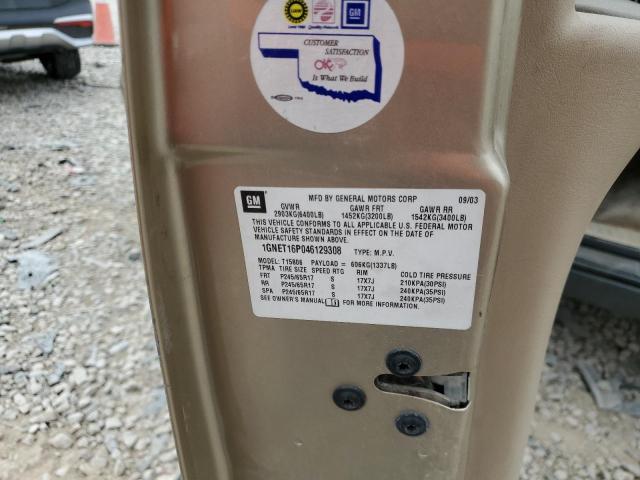 GM
CUSTOMER
SATISFACTION
OKC
Is What We Build
GM
MFD BY GENERAL MOTORS CORP 09/03
GVWR GAWR FRT GAWR RR
2903KG(6400LB) 1452KG(3200LB) 1542KG(3400LB)
THIS VEHICLE CONFORMS TO ALL APPLICABLE U.S. FEDERAL MOTOR
VEHICLE SAFETY STANDARDS IN EFFECT ON THE DATE OF
MANUFACTURE SHOWN ABOVE.
1GNET16P046129308 TYPE: M.P.V.
MODEL: T15806 PAYLOAD = 606KG(1337LB)
TPMA TIRE SIZE SPEED RTG RIM COLD TIRE PRESSURE
FRT P245/65R17 S 17X7J 210KPA(30PSI)
RR P245/65R17 S 17X7J 240KPA(35PSI)
SPA P245/65R17 S 17X7J 240KPA(35PSI)
SEE OWNER'S MANUAL FOR MORE INFORMATION.